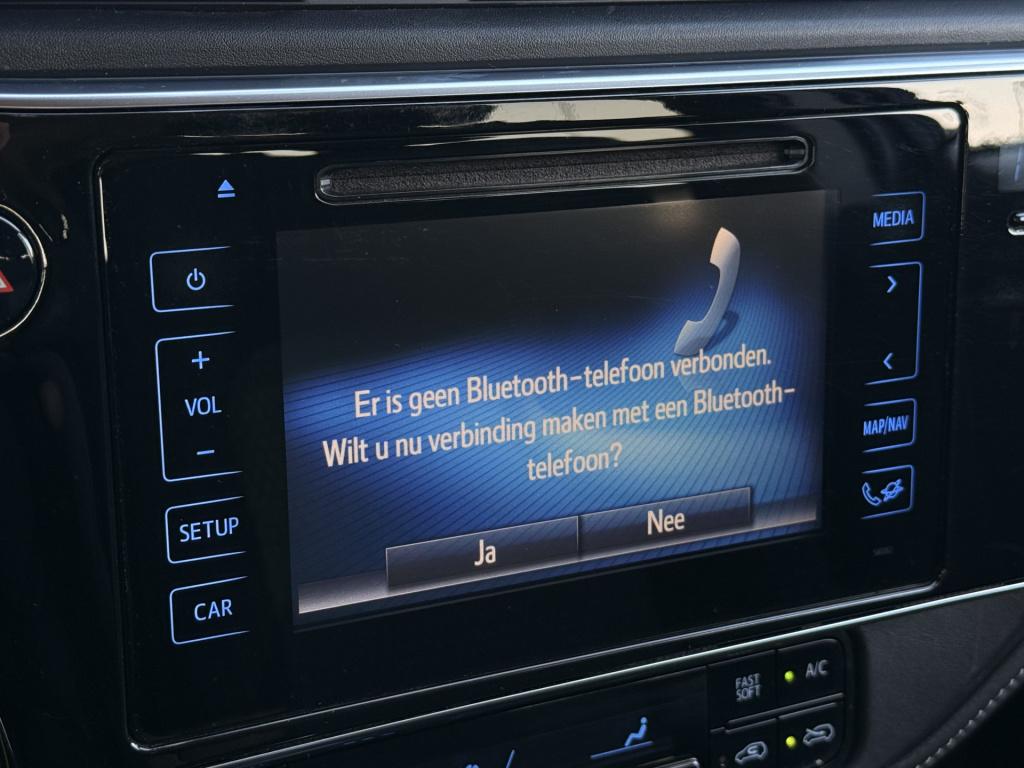 MEDIA
+
VOL
−
SETUP
CAR
MAP/NAV
Er is geen Bluetooth-telefoon verbonden.
Wilt u nu verbinding maken met een Bluetooth-
telefoon?
Ja
Nee
FAST
SOFT
A/C